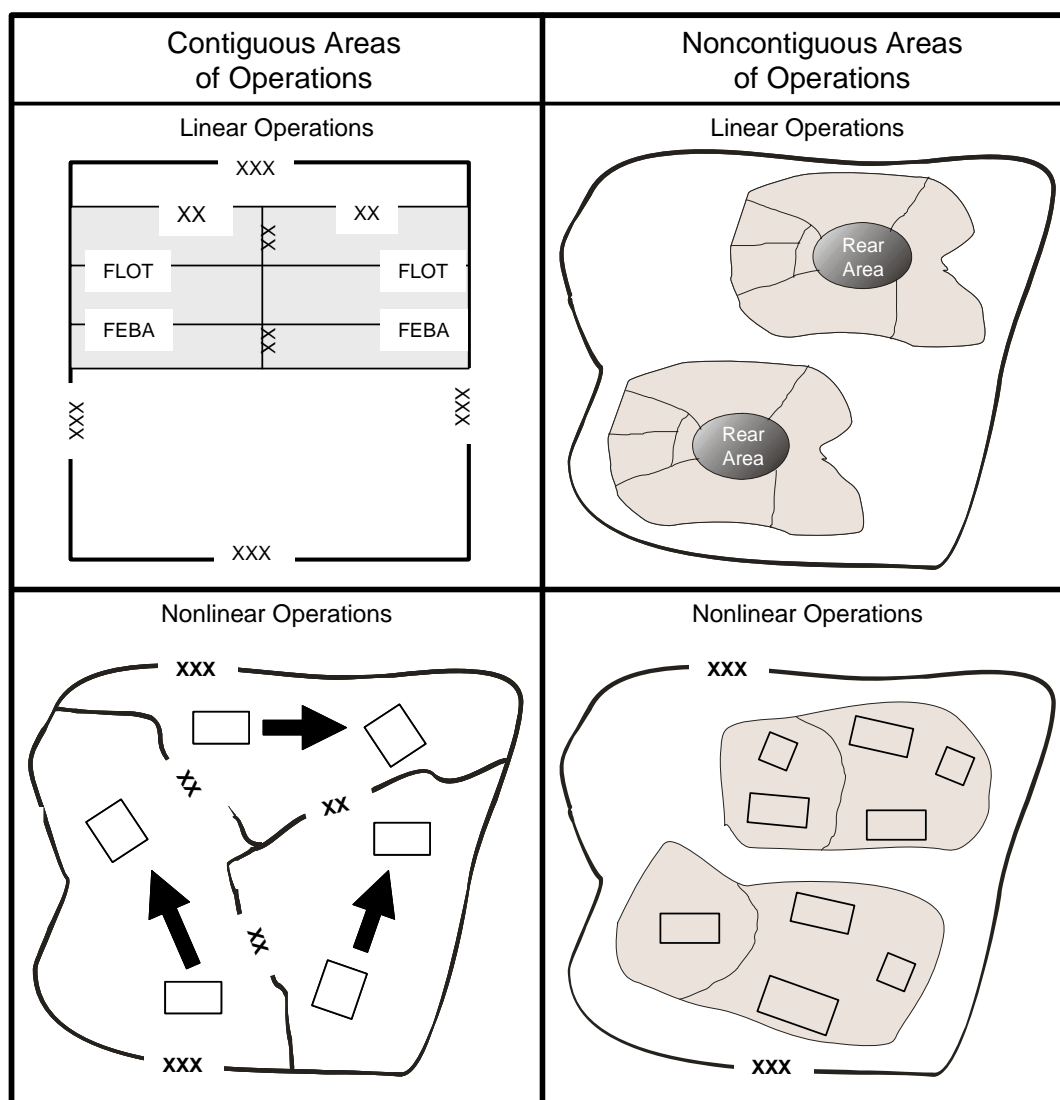 Contiguous Areas
of Operations
Noncontiguous Areas
of Operations
Linear Operations
XXX
XX XX
XX
FLOT FLOT
FEBA FEBA
XX
XXX XXX
XXX
Linear Operations
Rear
Area
Rear
Area
Nonlinear Operations
XXX
XX
XX
XX
XXX
Nonlinear Operations
XXX
XXX